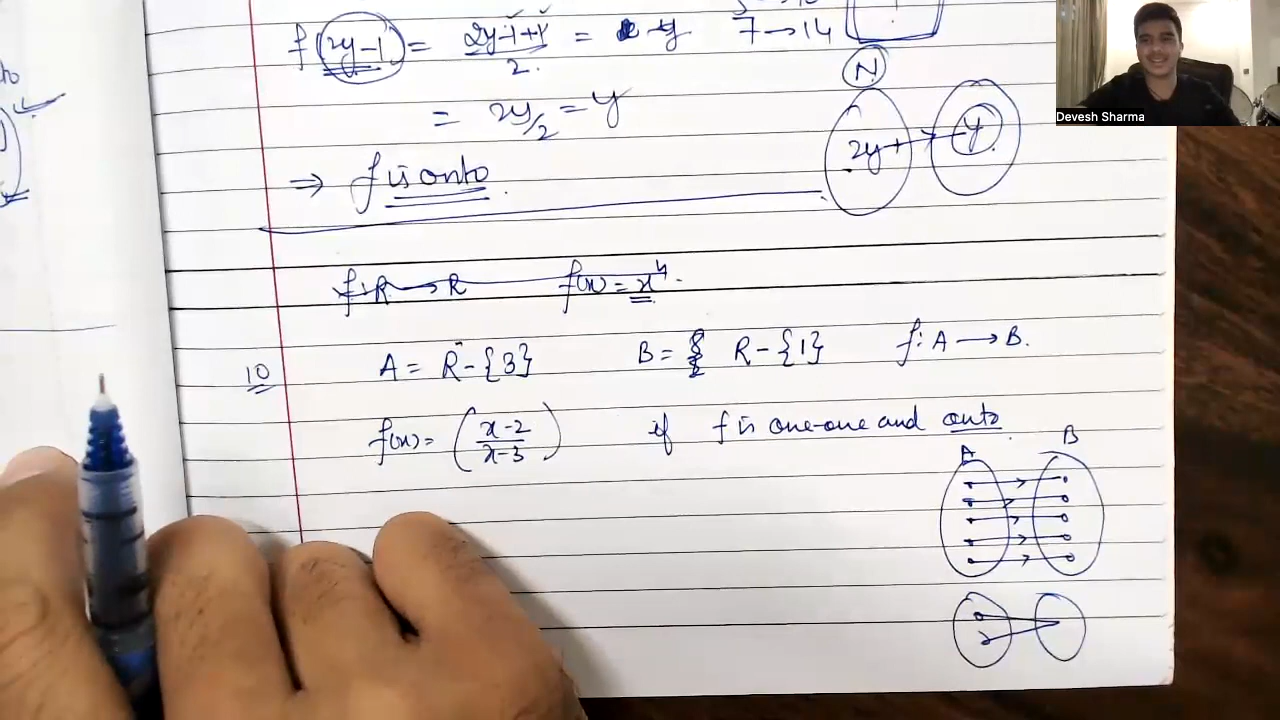 f(2y-1) = 2y-1+1/2 = y 7→14
N
= 2y/2 = y
2y+ y
⇒ f is onto.
f: R → R f(x) = x⁴.
10 A = R-{3} B = R-{1} f: A → B.
f(x) = (x-2/x-3) if f is one-one and onto.
A B
Devesh Sharma